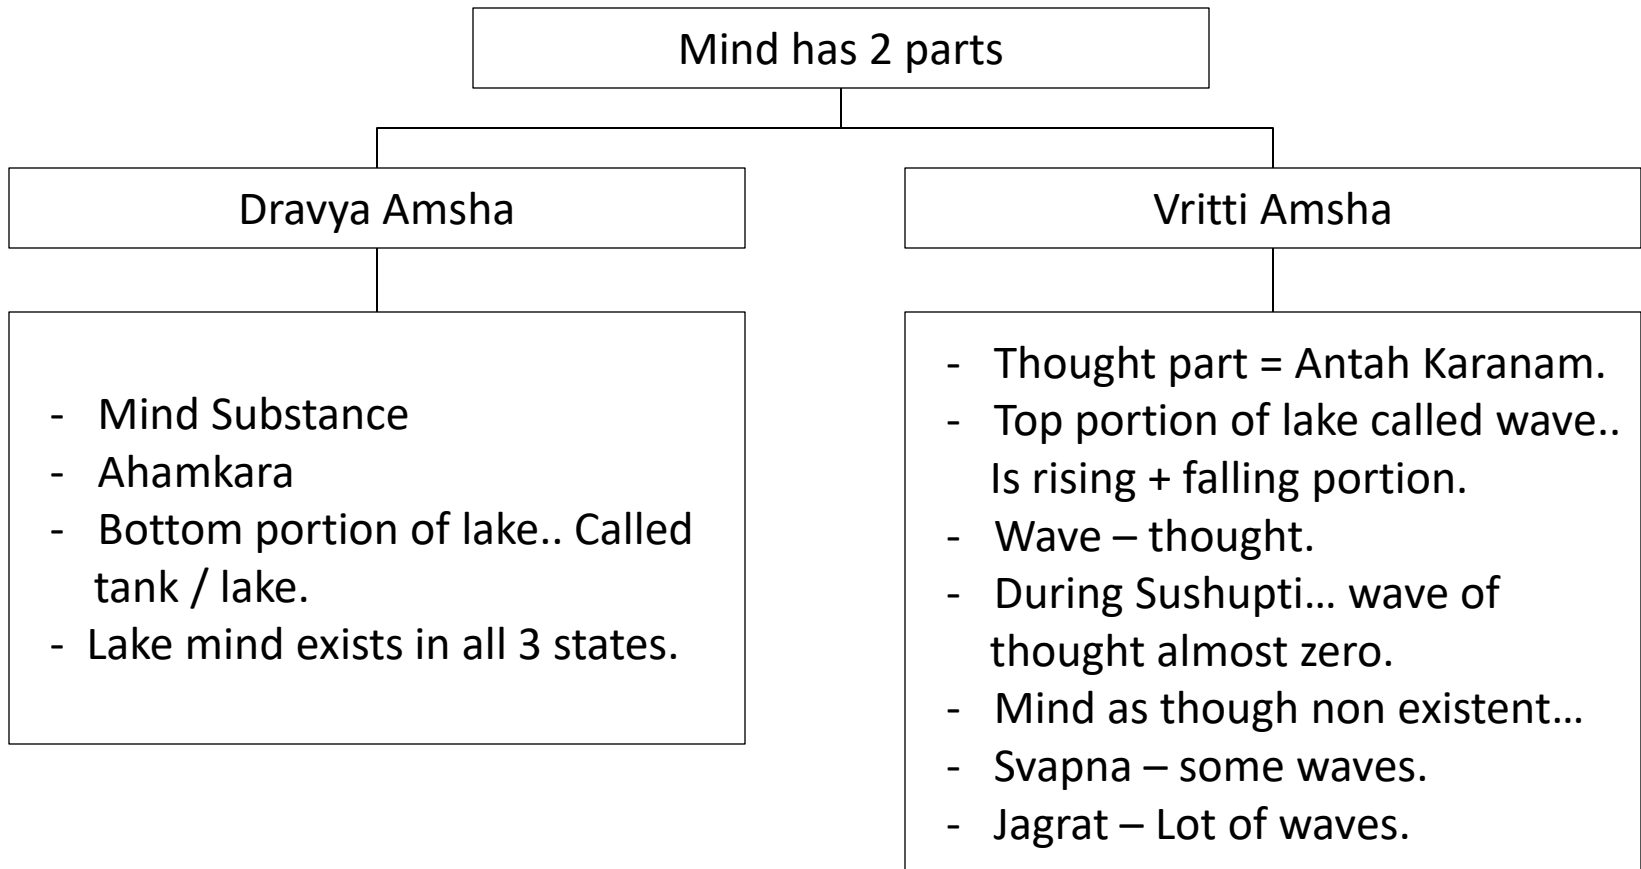 Mind has 2 parts
Dravya Amsha
Vritti Amsha
- Mind Substance
- Ahamkara
- Bottom portion of lake.. Called
tank / lake.
- Lake mind exists in all 3 states.
- Thought part = Antah Karanam.
- Top portion of lake called wave..
Is rising + falling portion.
- Wave – thought.
- During Sushupti... wave of
thought almost zero.
- Mind as though non existent...
- Svapna – some waves.
- Jagrat – Lot of waves.